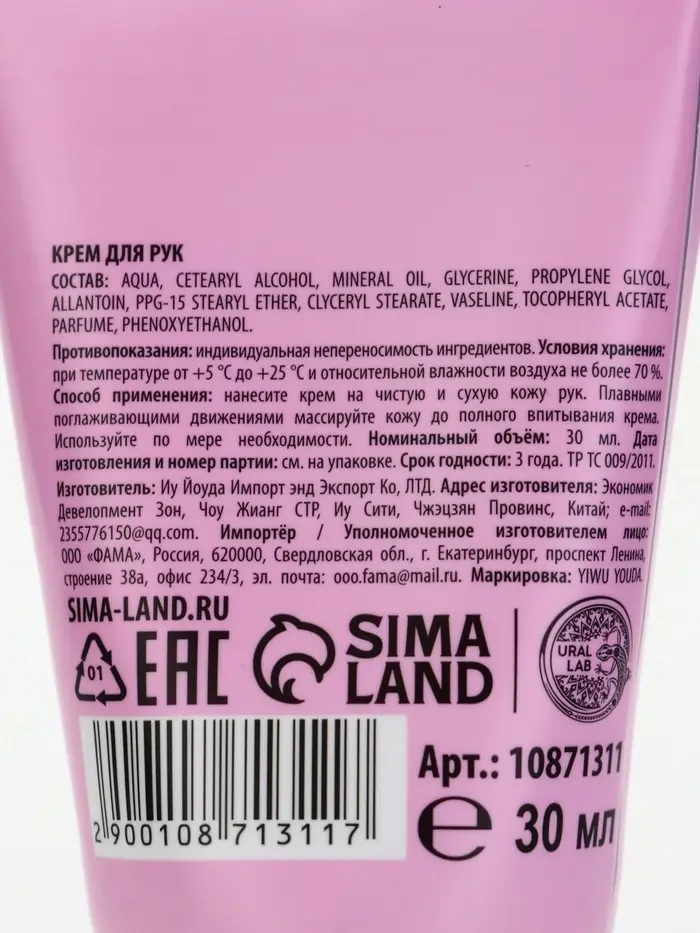 КРЕМ ДЛЯ РУК
СОСТАВ: AQUA, CETEARYL ALCOHOL, MINERAL OIL, GLYCERINE, PROPYLENE GLYCOL,
ALLANTOIN, PPG-15 STEARYL ETHER, CLYCERYL STEARATE, VASELINE, TOCOPHERYL ACETATE,
PARFUME, PHENOXYETHANOL.
Противопоказания: индивидуальная непереносимость ингредиентов. Условия хранения:
при температуре от +5 °С до +25 °С и относительной влажности воздуха не более 70 %.
Способ применения: нанесите крем на чистую и сухую кожу рук. Плавными
поглаживающими движениями массируйте кожу до полного впитывания крема.
Используйте по мере необходимости. Номинальный объём: 30 мл. Дата
изготовления и номер партии: см. на упаковке. Срок годности: 3 года. ТР ТС 009/2011.
Изготовитель: Иу Йоуда Импорт энд Экспорт Ко, ЛТД. Адрес изготовителя: Экономик
Девелопмент Зон, Чоу Жианг СТР, Иу Сити, Чжэцзян Провинс, Китай; e-mail:
2355776150@qq.com. Импортёр / Уполномоченное изготовителем лицо:
ООО «ФАМА», Россия, 620000, Свердловская обл., г. Екатеринбург, проспект Ленина,
строение 38а, офис 234/3, эл. почта: ooo.fama@mail.ru. Маркировка: YIWU YOUDA.
SIMA-LAND.RU
01
EAC
SIMA
LAND
URAL
LAB
Арт.: 10871311
2 900108 713117
e 30 мл